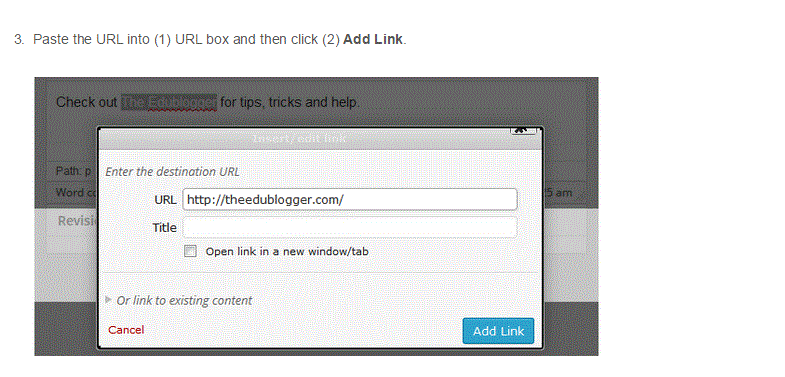 3. Paste the URL into (1) URL box and then click (2) Add Link.
Check out The Edublogger for tips, tricks and help.
Insert/edit link
Path: p
Enter the destination URL
Word co
URL http://theedublogger.com/
5 am
Revisi
Title
Open link in a new window/tab
Or link to existing content
Cancel
Add Link